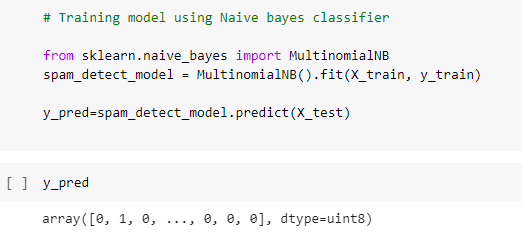 # Training model using Naive bayes classifier
from sklearn.naive_bayes import MultinomialNB
spam_detect_model = MultinomialNB().fit(X_train, y_train)
y_pred=spam_detect_model.predict(X_test)
[ ] y_pred
array([0, 1, 0, ..., 0, 0, 0], dtype=uint8)